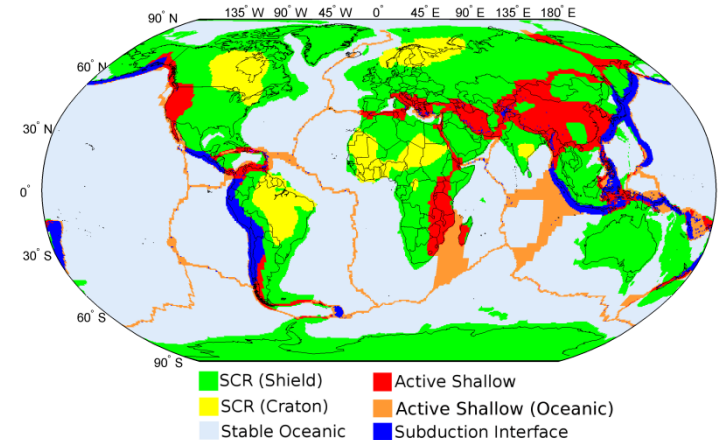 90° N 135° W 90° W 45° W 0° 45° E 90° E 135° E 180° E
60° N
30° N
0°
30° S
60° S
90° S
SCR (Shield) Active Shallow
SCR (Craton) Active Shallow (Oceanic)
Stable Oceanic Subduction Interface